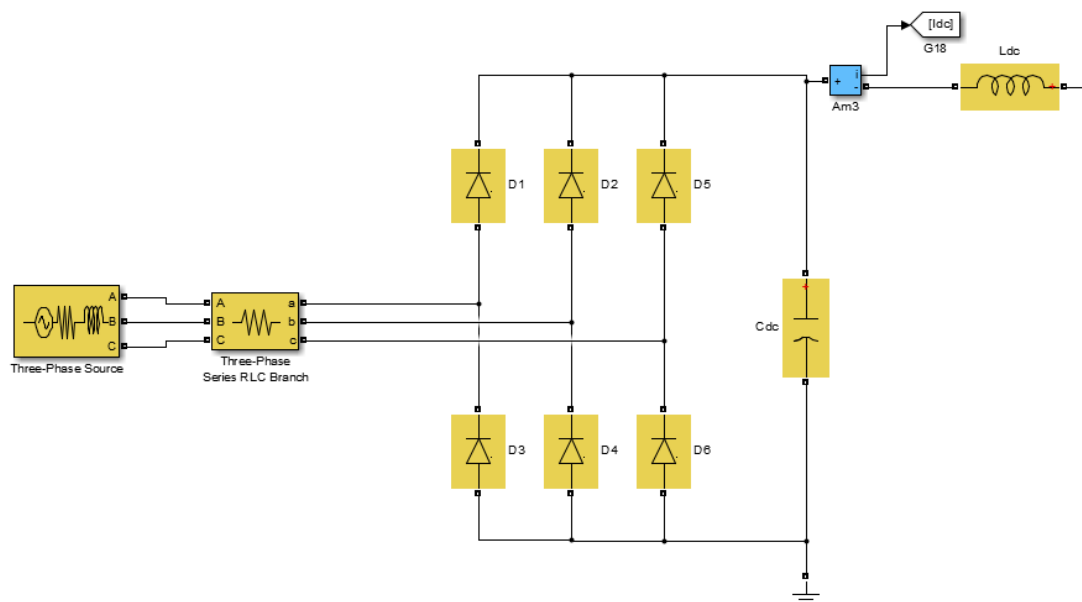 [Idc]
G18
Ldc
+
i
-
Am3
D1
D2
D5
A
B
C
Three-Phase Source
A
B
C
a
b
c
Three-Phase
Series RLC Branch
Cdc
D3
D4
D6